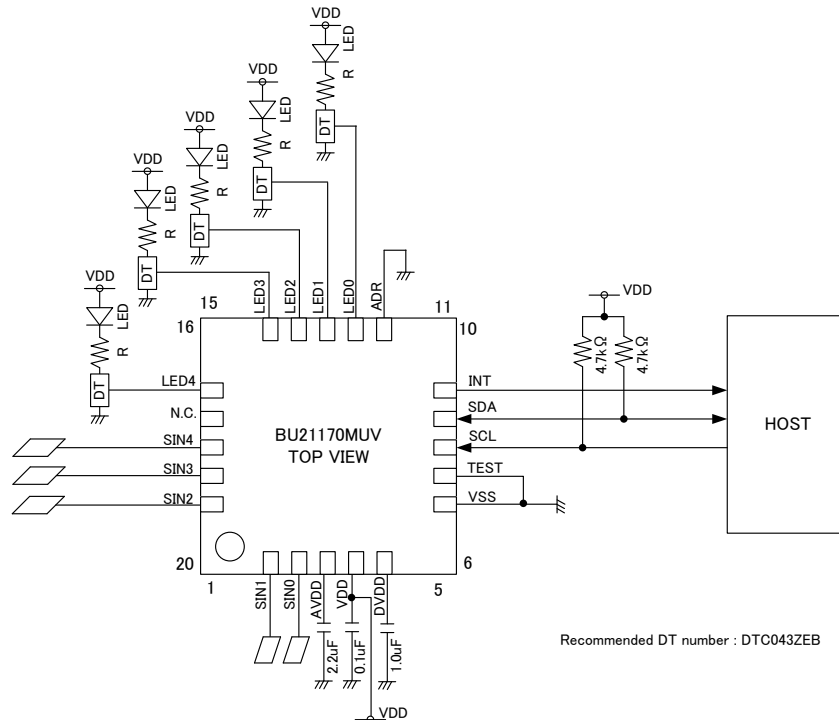 VDD
LED
R
DT
VDD
LED
R
DT
VDD
LED
R
DT
VDD
LED
R
DT
VDD
LED
R
DT
15
LED3
LED2
LED1
LED0
ADR
11
16
10
VDD
4.7kΩ
4.7kΩ
LED4
N.C.
SIN4
SIN3
SIN2
BU21170MUV
TOP VIEW
INT
SDA
SCL
TEST
VSS
HOST
20
1
5
6
SIN1
SIN0
AVDD
VDD
DVDD
2.2uF
0.1uF
1.0uF
VDD
Recommended DT number : DTC043ZEB